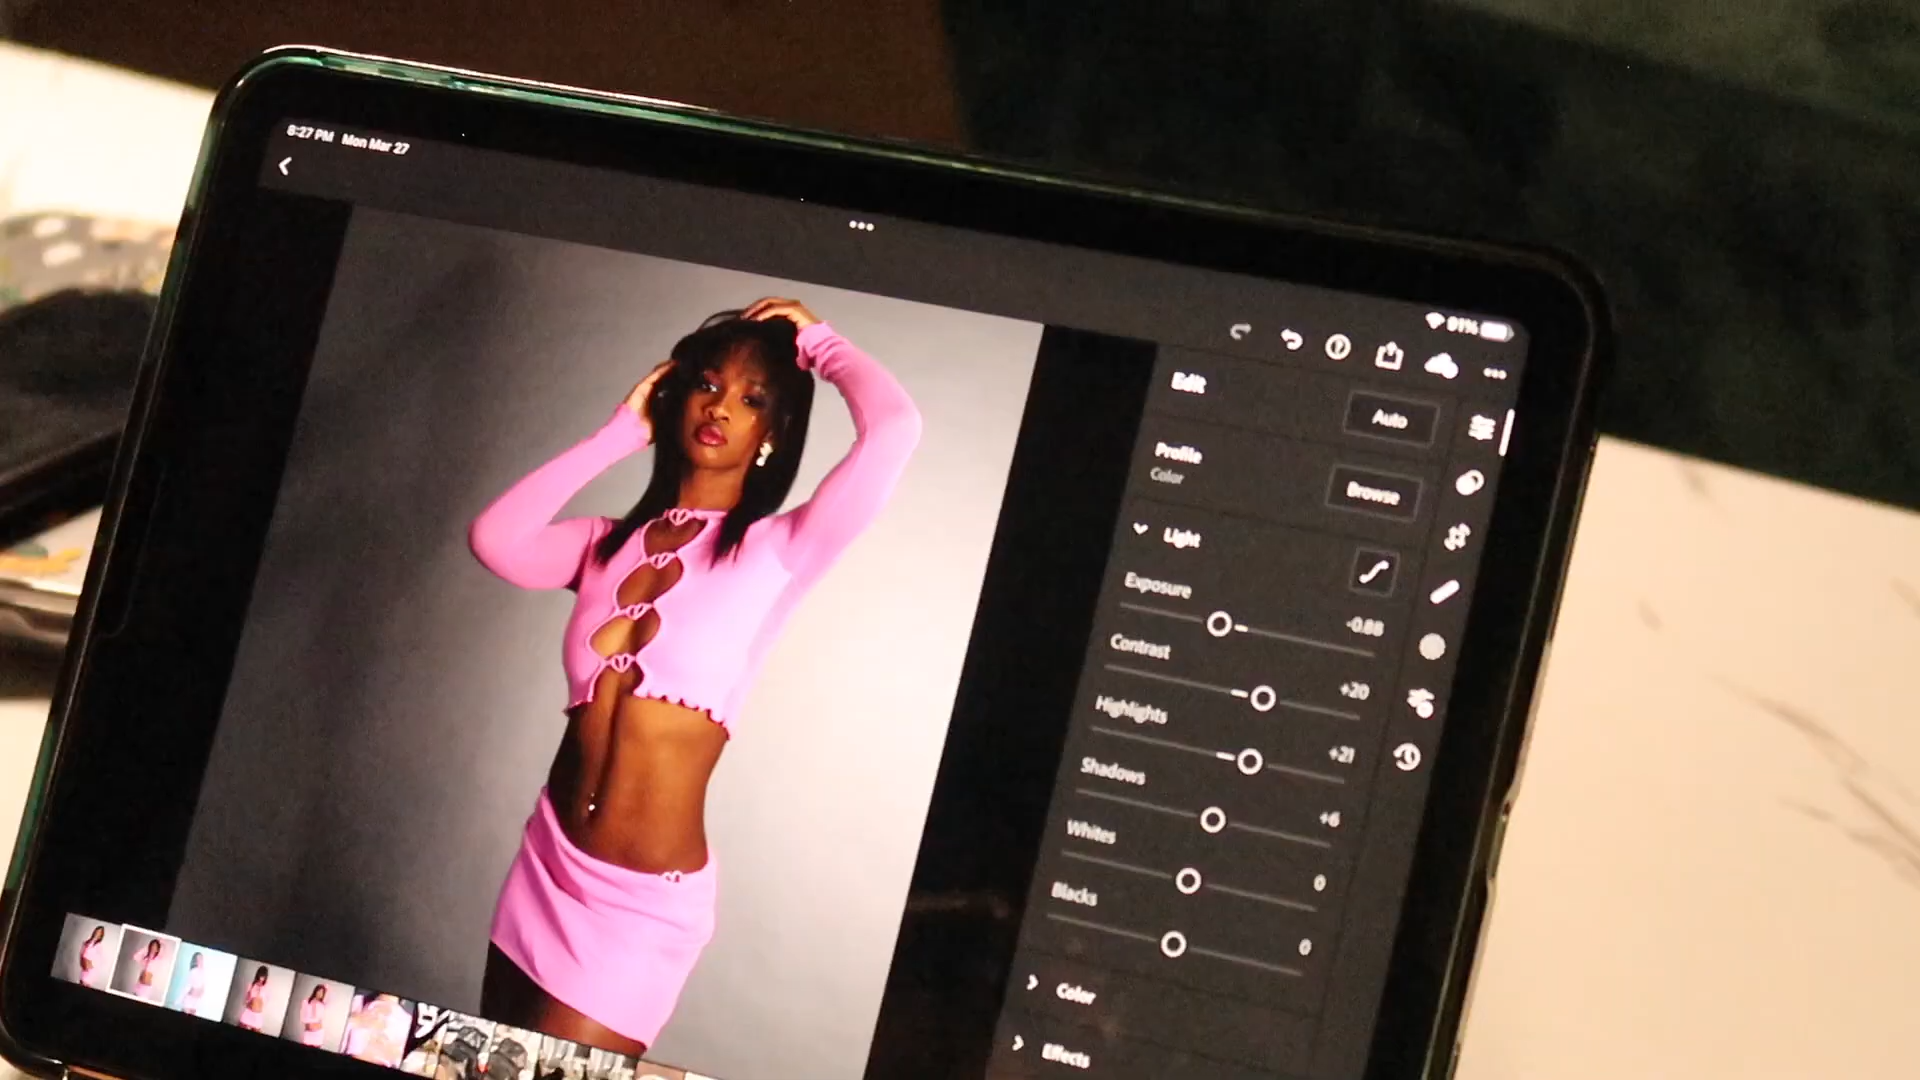 8:27 PM Mon Mar 27
91%
Edit
Auto
Profile
Color
Browse
Light
Exposure
-0.88
Contrast
+20
Highlights
+21
Shadows
+6
Whites
0
Blacks
0
Color
Effects